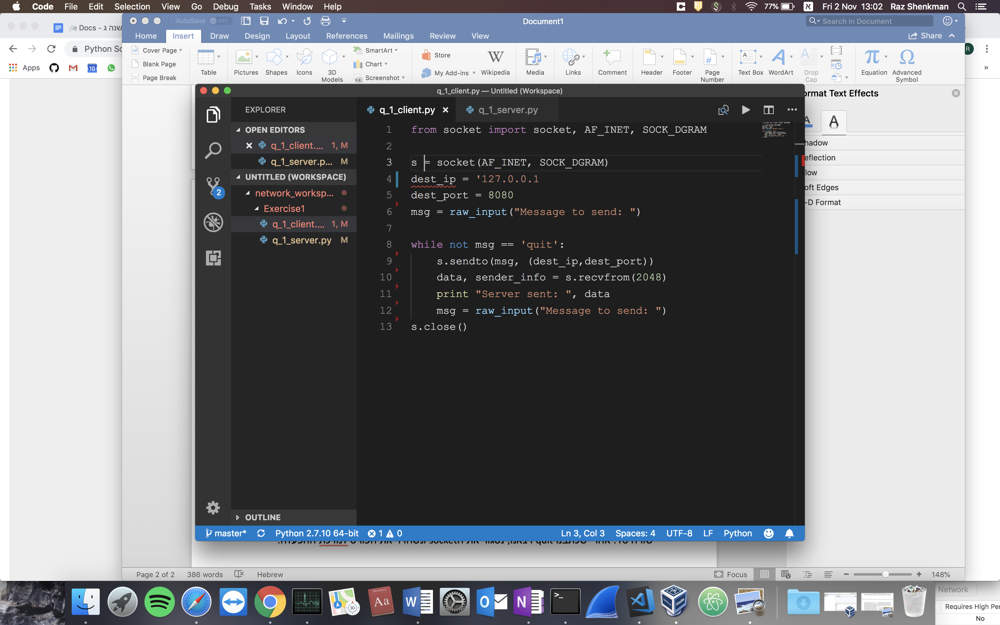 Code File Edit Selection View Go Debug Tasks Window Help
77% Fri 2 Nov 13:02 Raz Shenkman
Docs - שנה ג
AutoSave OFF
Document1
Search in Document
Home Insert Draw Design Layout References Mailings Review View
Share
Python
R
Apps
10
Cover Page
Blank Page
Page Break
Table
Pictures
Shapes
Icons
3D Models
SmartArt
Chart
Screenshot
Store
My Add-ins
W
Wikipedia
Media
Links
Comment
Header
Footer
Page Number
Text Box
WordArt
Drop Cap
Equation
Advanced Symbol
ormat Text Effects
hadow
eflection
low
oft Edges
-D Format
q_1_client.py — Untitled (Workspace)
EXPLORER
OPEN EDITORS
q_1_client.... 1, M
q_1_server.p... M
UNTITLED (WORKSPACE)
network_worksp...
Exercise1
q_1_client.... 1, M
q_1_server.py M
2
OUTLINE
q_1_client.py
q_1_server.py
1 from socket import socket, AF_INET, SOCK_DGRAM
2
3 s = socket(AF_INET, SOCK_DGRAM)
4 dest_ip = '127.0.0.1
5 dest_port = 8080
6 msg = raw_input("Message to send: ")
7
8 while not msg == 'quit':
9 s.sendto(msg, (dest_ip,dest_port))
10 data, sender_info = s.recvfrom(2048)
11 print "Server sent: ", data
12 msg = raw_input("Message to send: ")
13 s.close()
master* Python 2.7.10 64-bit 1 0
Ln 3, Col 3 Spaces: 4 UTF-8 LF Python
Page 2 of 2 386 words Hebrew
Focus 148%
Dictionary
Aa
3D
Network
Requires High Per
No